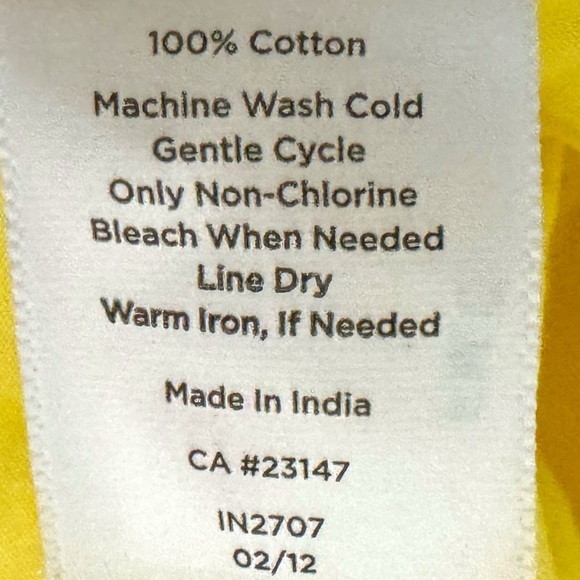 100% Cotton
Machine Wash Cold
Gentle Cycle
Only Non-Chlorine
Bleach When Needed
Line Dry
Warm Iron, If Needed
Made In India
CA #23147
IN2707
02/12